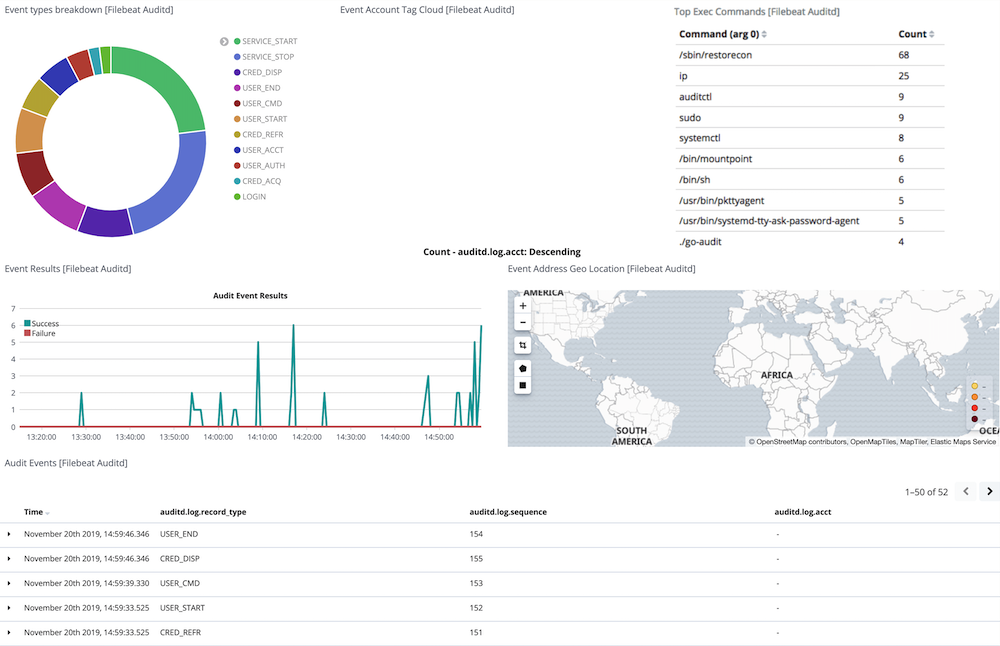 Event types breakdown [Filebeat Auditd]
SERVICE_START
SERVICE_STOP
CRED_DISP
USER_END
USER_CMD
USER_START
CRED_REFR
USER_ACCT
USER_AUTH
CRED_ACQ
LOGIN
Event Account Tag Cloud [Filebeat Auditd]
Count - auditd.log.acct: Descending
Top Exec Commands [Filebeat Auditd]
Command (arg 0) Count
/sbin/restorecon 68
ip 25
auditctl 9
sudo 9
systemctl 8
/bin/mountpoint 6
/bin/sh 6
/usr/bin/pkttyagent 5
/usr/bin/systemd-tty-ask-password-agent 5
./go-audit 4
Event Results [Filebeat Auditd]
Audit Event Results
Success
Failure
7
6
5
4
3
2
1
0
13:20:00 13:30:00 13:40:00 13:50:00 14:00:00 14:10:00 14:20:00 14:30:00 14:40:00 14:50:00
Event Address Geo Location [Filebeat Auditd]
+
−
AMERICA
AFRICA
SOUTH
AMERICA
OCEA
–
–
–
–
© OpenStreetMap contributors, OpenMapTiles, MapTiler, Elastic Maps Service
Audit Events [Filebeat Auditd]
1–50 of 52
Time auditd.log.record_type auditd.log.sequence auditd.log.acct
November 20th 2019, 14:59:46.346 USER_END 154 -
November 20th 2019, 14:59:46.346 CRED_DISP 155 -
November 20th 2019, 14:59:39.330 USER_CMD 153 -
November 20th 2019, 14:59:33.525 USER_START 152 -
November 20th 2019, 14:59:33.525 CRED_REFR 151 -